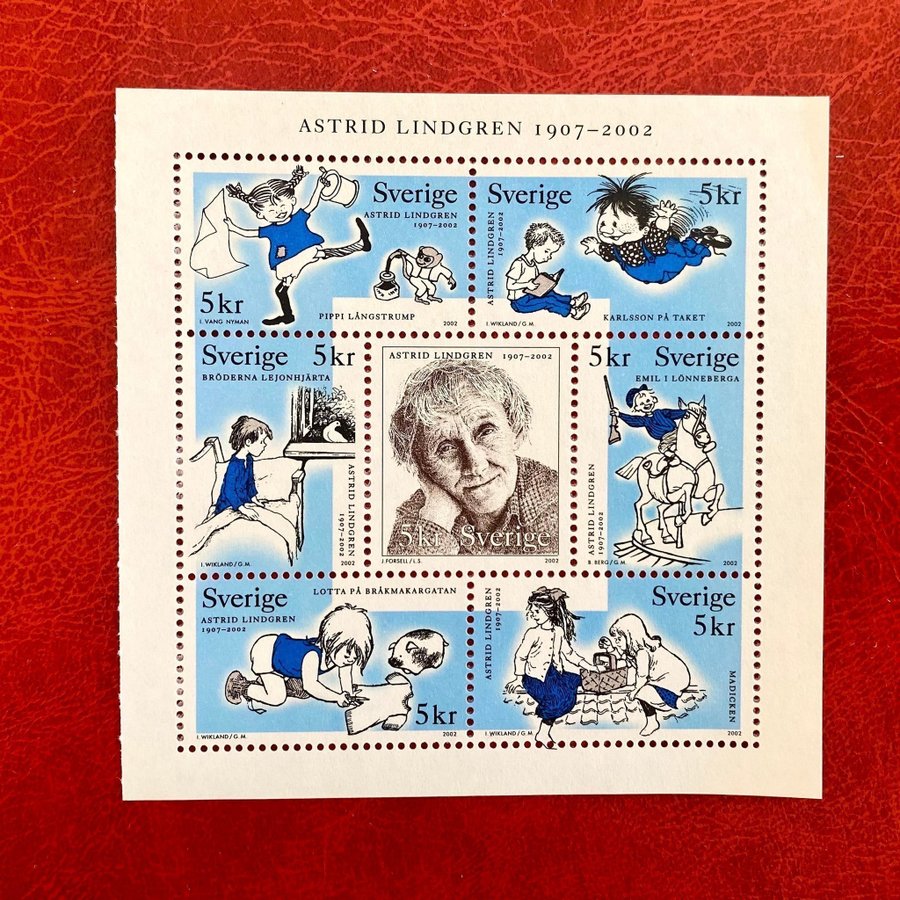 ASTRID LINDGREN 1907–2002
Sverige
ASTRID LINDGREN
1907–2002
5kr
I. VANG NYMAN
PIPPI LÅNGSTRUMP
2002
Sverige
5kr
ASTRID LINDGREN
1907–2002
I. WIKLAND/G.M.
KARLSSON PÅ TAKET
2002
Sverige 5kr
BRÖDERNA LEJONHJÄRTA
ASTRID LINDGREN
1907–2002
I. WIKLAND/G.M.
2002
ASTRID LINDGREN 1907–2002
5kr Sverige
J. FORSELL/L.S.
2002
5kr Sverige
EMIL I LÖNNEBERGA
ASTRID LINDGREN
1907–2002
B. BERG/G.M.
2002
LOTTA PÅ BRÅKMAKARGATAN
Sverige
ASTRID LINDGREN
1907–2002
5kr
I. WIKLAND/G.M.
2002
ASTRID LINDGREN
1907–2002
Sverige
5kr
MADICKEN
I. WIKLAND/G.M.
2002